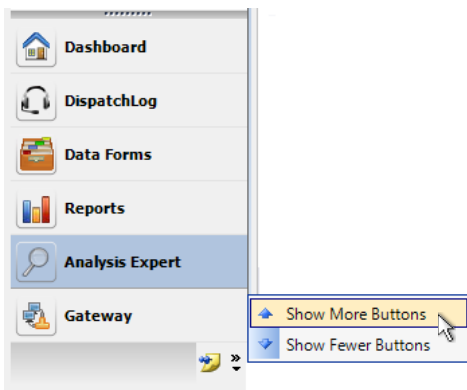 Dashboard
DispatchLog
Data Forms
Reports
Analysis Expert
Gateway
Show More Buttons
Show Fewer Buttons